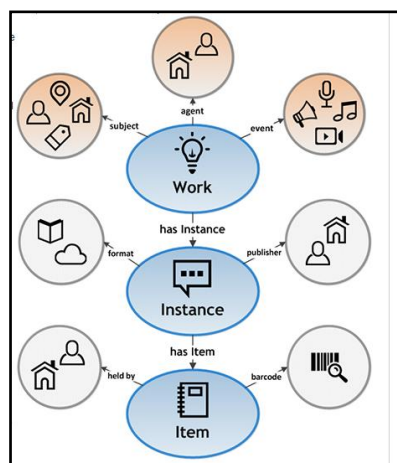 e
agent
subject
event
Work
has Instance
format
publisher
Instance
has Item
held by
barcode
Item